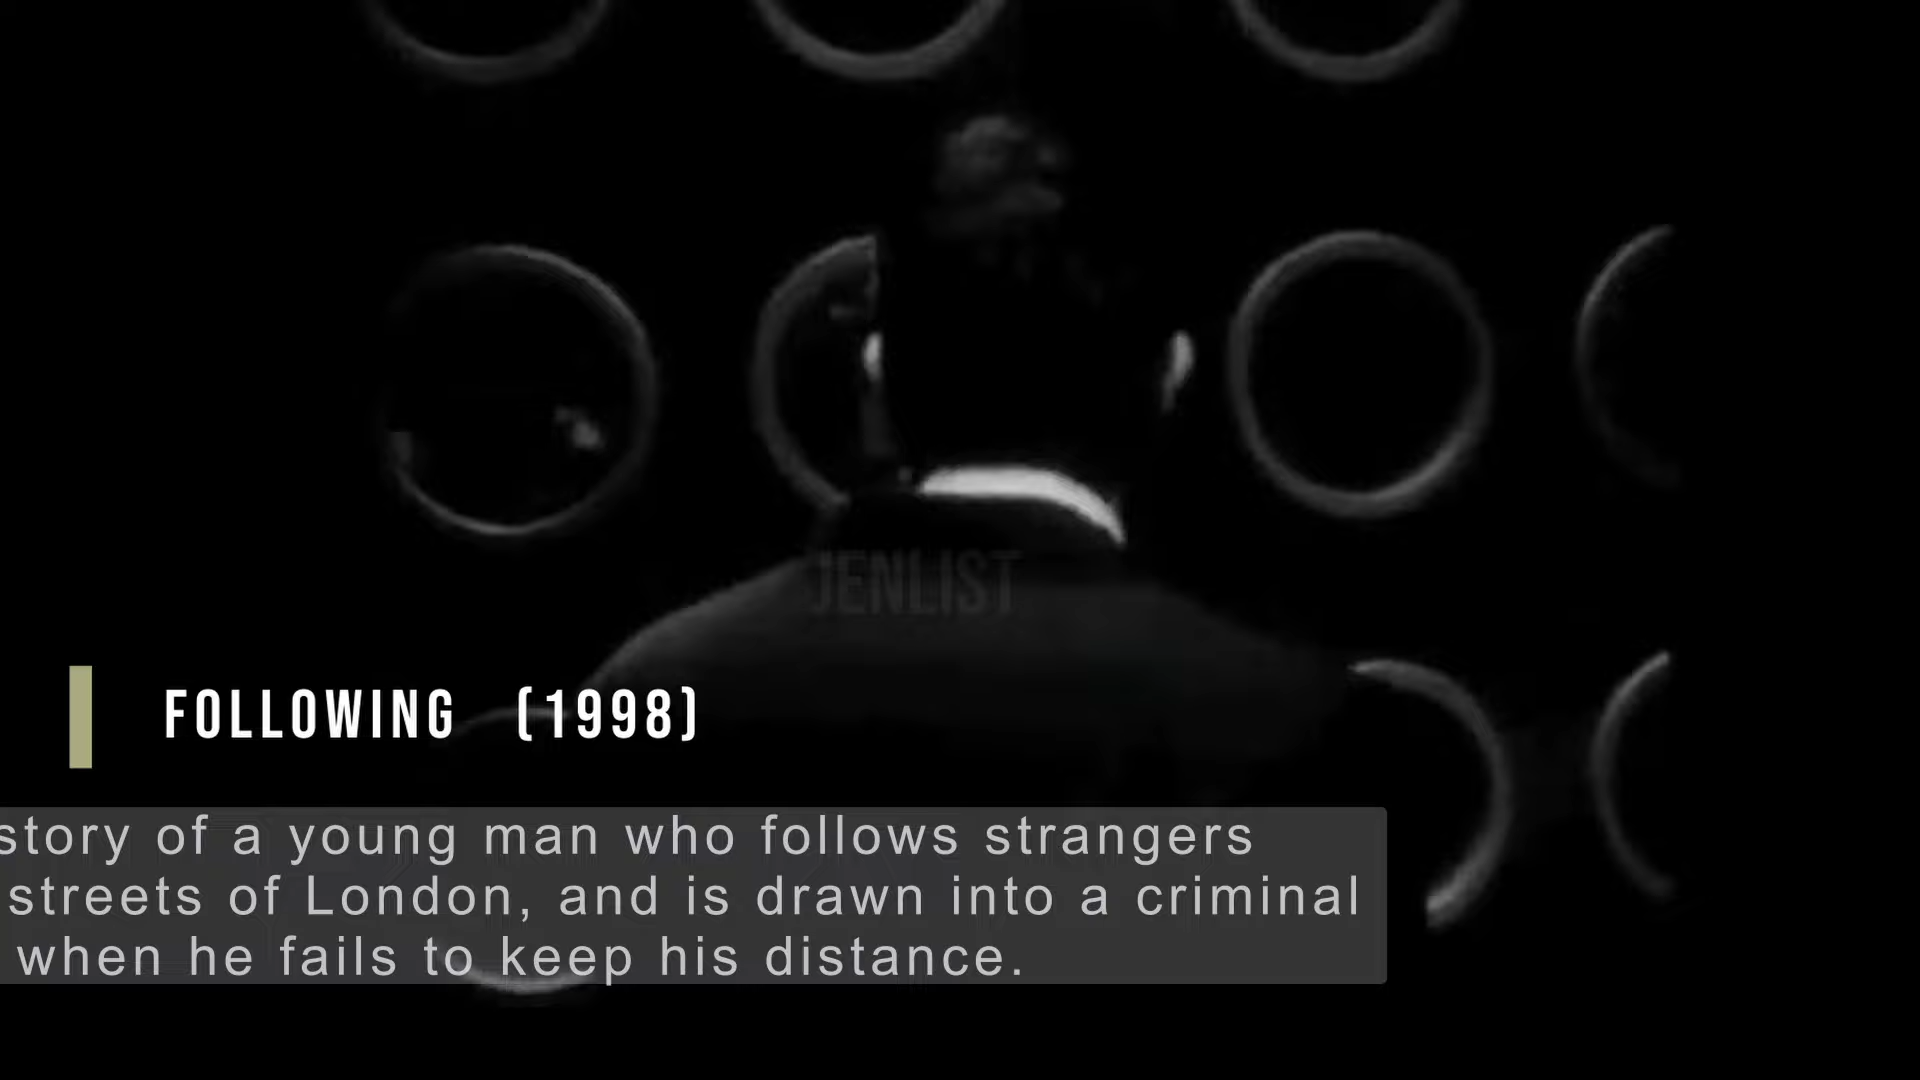 JENLIST
FOLLOWING (1998)
story of a young man who follows strangers
streets of London, and is drawn into a criminal
when he fails to keep his distance.